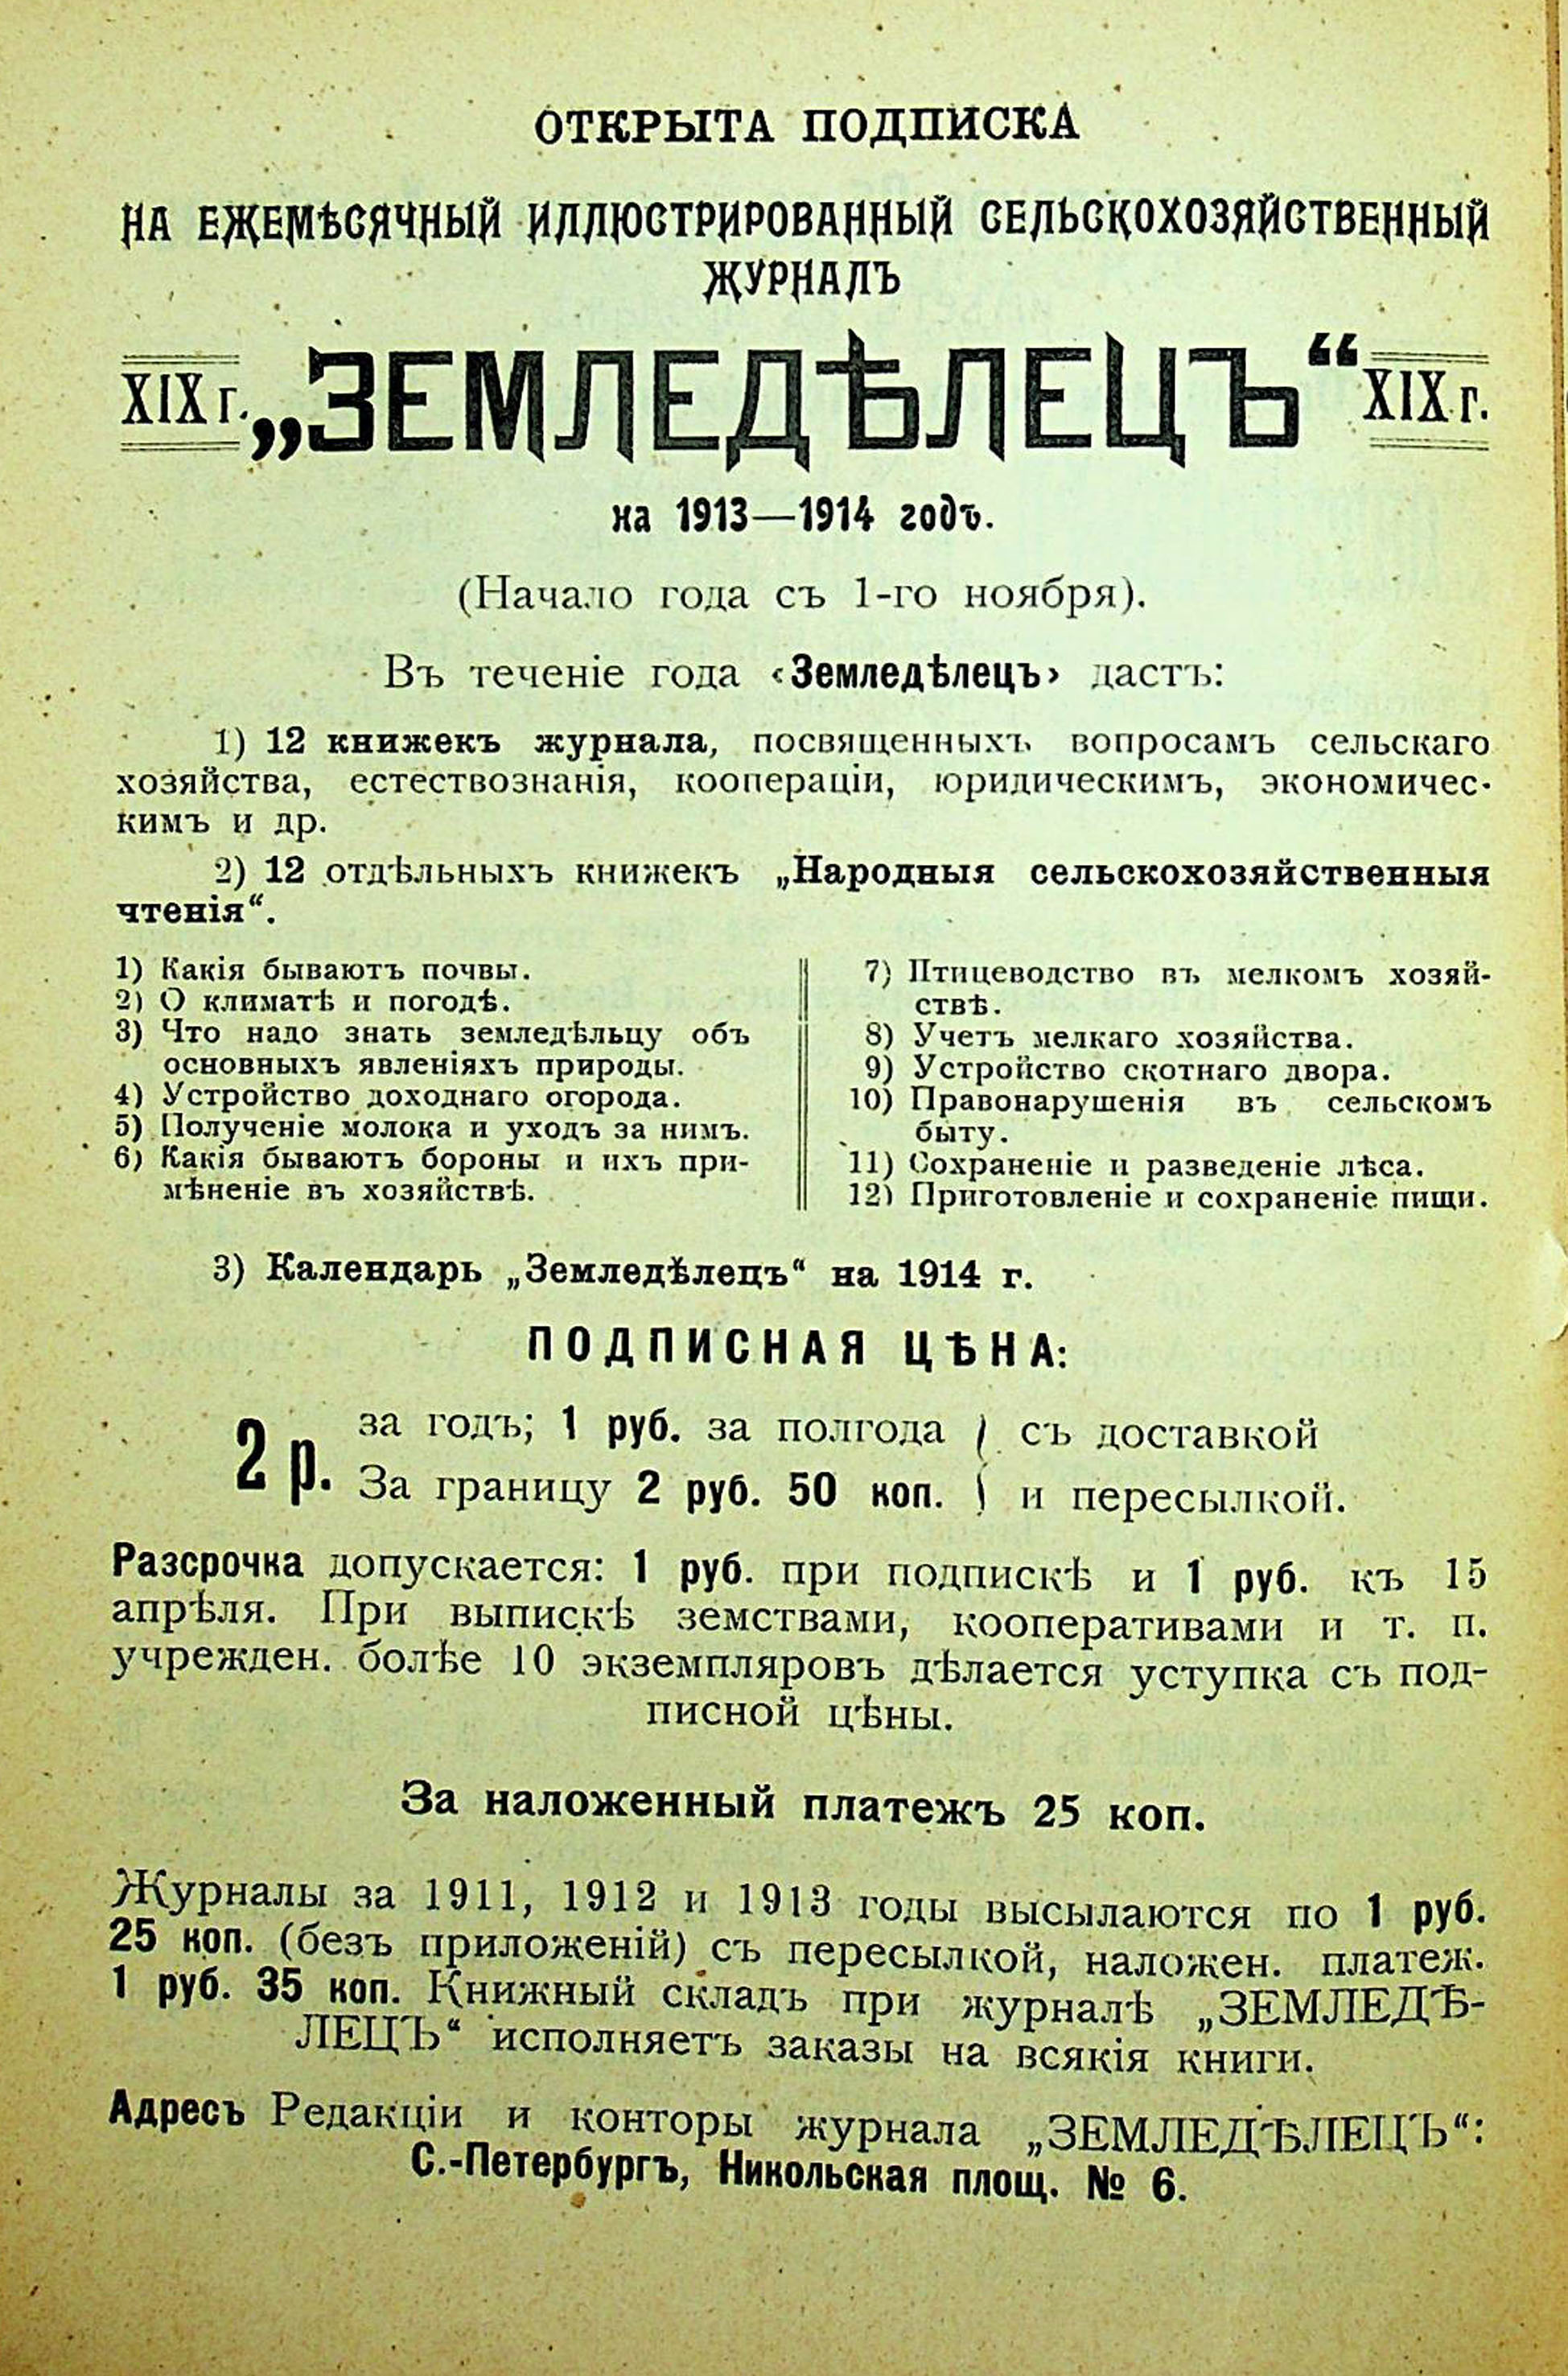 ОТКРЫТА ПОДПИСКА
НА ЕЖЕМѢСЯЧНЫЙ ИЛЛЮСТРИРОВАННЫЙ СЕЛЬСКОХОЗЯЙСТВЕННЫЙ
ЖУРНАЛЪ
XIX г. „ЗЕМЛЕДѢЛЕЦЪ“ XIX г.
на 1913—1914 годъ.
(Начало года съ 1-го ноября).
Въ теченіе года «Земледѣлецъ» дастъ:
1) 12 книжекъ журнала, посвященныхъ вопросамъ сельскаго
хозяйства, естествознанія, коопераціи, юридическимъ, экономичес-
кимъ и др.
2) 12 отдѣльныхъ книжекъ „Народныя сельскохозяйственныя
чтенія“.
1) Какія бываютъ почвы.
2) О климатѣ и погодѣ.
3) Что надо знать земледѣльцу объ
основныхъ явленіяхъ природы.
4) Устройство доходнаго огорода.
5) Полученіе молока и уходъ за нимъ.
6) Какія бываютъ бороны и ихъ при-
мѣненіе въ хозяйствѣ.
7) Птицеводство въ мелкомъ хозяй-
ствѣ.
8) Учетъ мелкаго хозяйства.
9) Устройство скотнаго двора.
10) Правонарушенія въ сельскомъ
быту.
11) Сохраненіе и разведеніе лѣса.
12) Приготовленіе и сохраненіе пищи.
3) Календарь „Земледѣлецъ“ на 1914 г.
ПОДПИСНАЯ ЦѢНА:
2 р. за годъ; 1 руб. за полгода } съ доставкой
За границу 2 руб. 50 коп. } и пересылкой.
Разсрочка допускается: 1 руб. при подпискѣ и 1 руб. къ 15
апрѣля. При выпискѣ земствами, кооперативами и т. п.
учрежден. болѣе 10 экземпляровъ дѣлается уступка съ под-
писной цѣны.
За наложенный платежъ 25 коп.
Журналы за 1911, 1912 и 1913 годы высылаются по 1 руб.
25 коп. (безъ приложеній) съ пересылкой, наложен. платеж.
1 руб. 35 коп. Книжный складъ при журналѣ „ЗЕМЛЕДѢ-
ЛЕЦЪ“ исполняетъ заказы на всякія книги.
Адресъ Редакціи и конторы журнала „ЗЕМЛЕДѢЛЕЦЪ“:
С.-Петербургъ, Никольская площ. № 6.